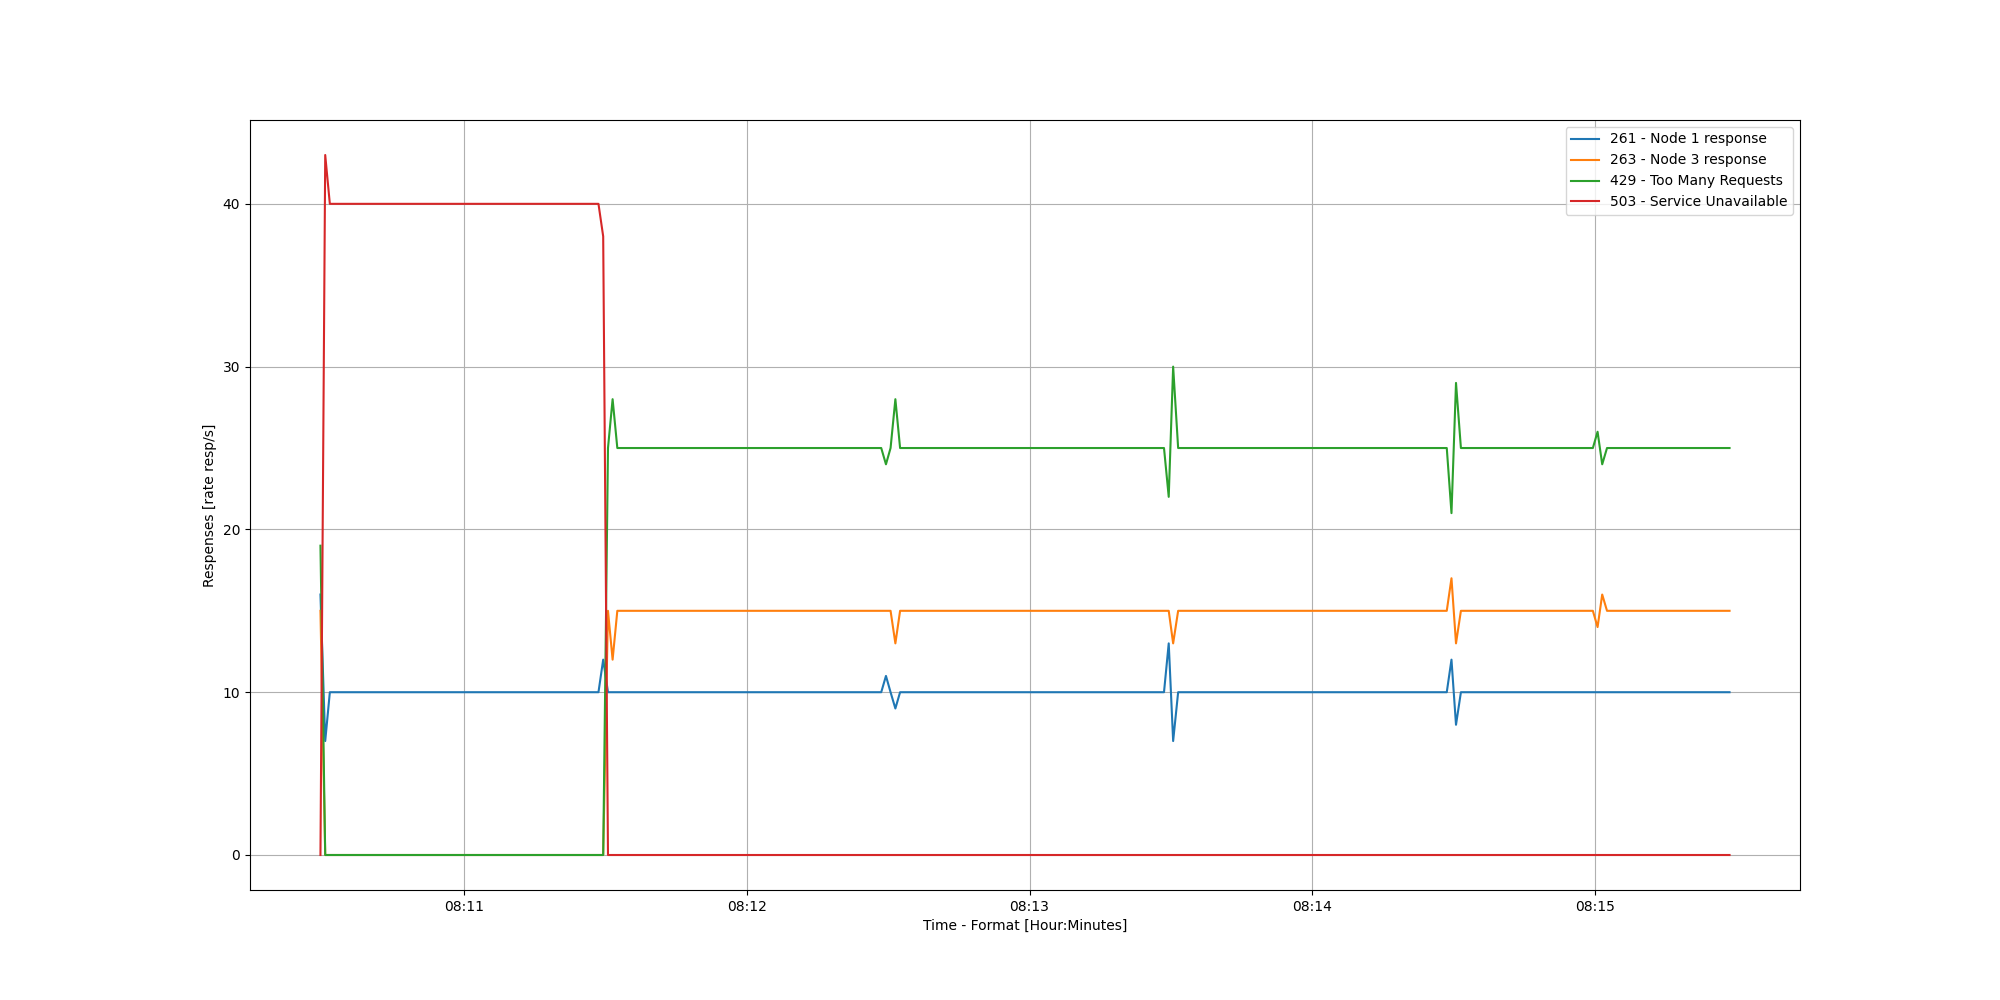 261 - Node 1 response
263 - Node 3 response
429 - Too Many Requests
503 - Service Unavailable
40
30
20
10
0
Respenses [rate resp/s]
08:11 08:12 08:13 08:14 08:15
Time - Format [Hour:Minutes]